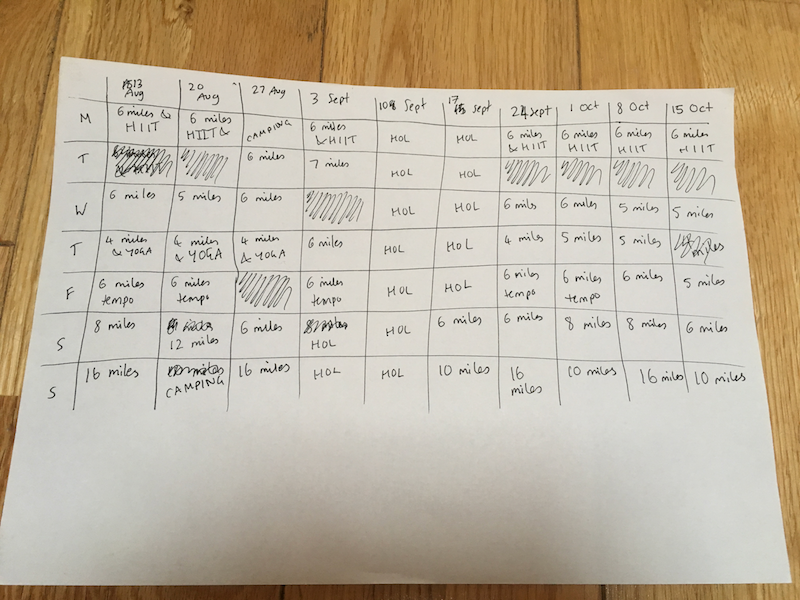 13 Aug 20 Aug 27 Aug 3 Sept 10 Sept 17 Sept 24 Sept 1 Oct 8 Oct 15 Oct
M 6 miles & HIIT 6 miles HIIT & CAMPING 6 miles & HIIT HOL HOL 6 miles & HIIT 6 miles HIIT 6 miles HIIT 6 miles HIIT
T 6 miles 7 miles HOL HOL
W 6 miles 5 miles 6 miles HOL HOL 6 mils 6 miles 5 miles 5 miles
T 4 miles & YOGA 4 miles & YOGA 4 miles & YOGA 6 miles HOL HOL 4 miles 5 miles 5 miles miles
F 6 miles tempo 6 miles tempo 6 miles tempo HOL HOL 6 miles tempo 6 miles tempo 6 miles 5 miles
S 8 miles 12 miles 6 miles 8 miles HOL HOL 6 miles 6 miles 8 miles 8 miles 6 miles
S 16 miles CAMPING 16 miles HOL HOL 10 miles 16 miles 10 miles 16 miles 10 miles